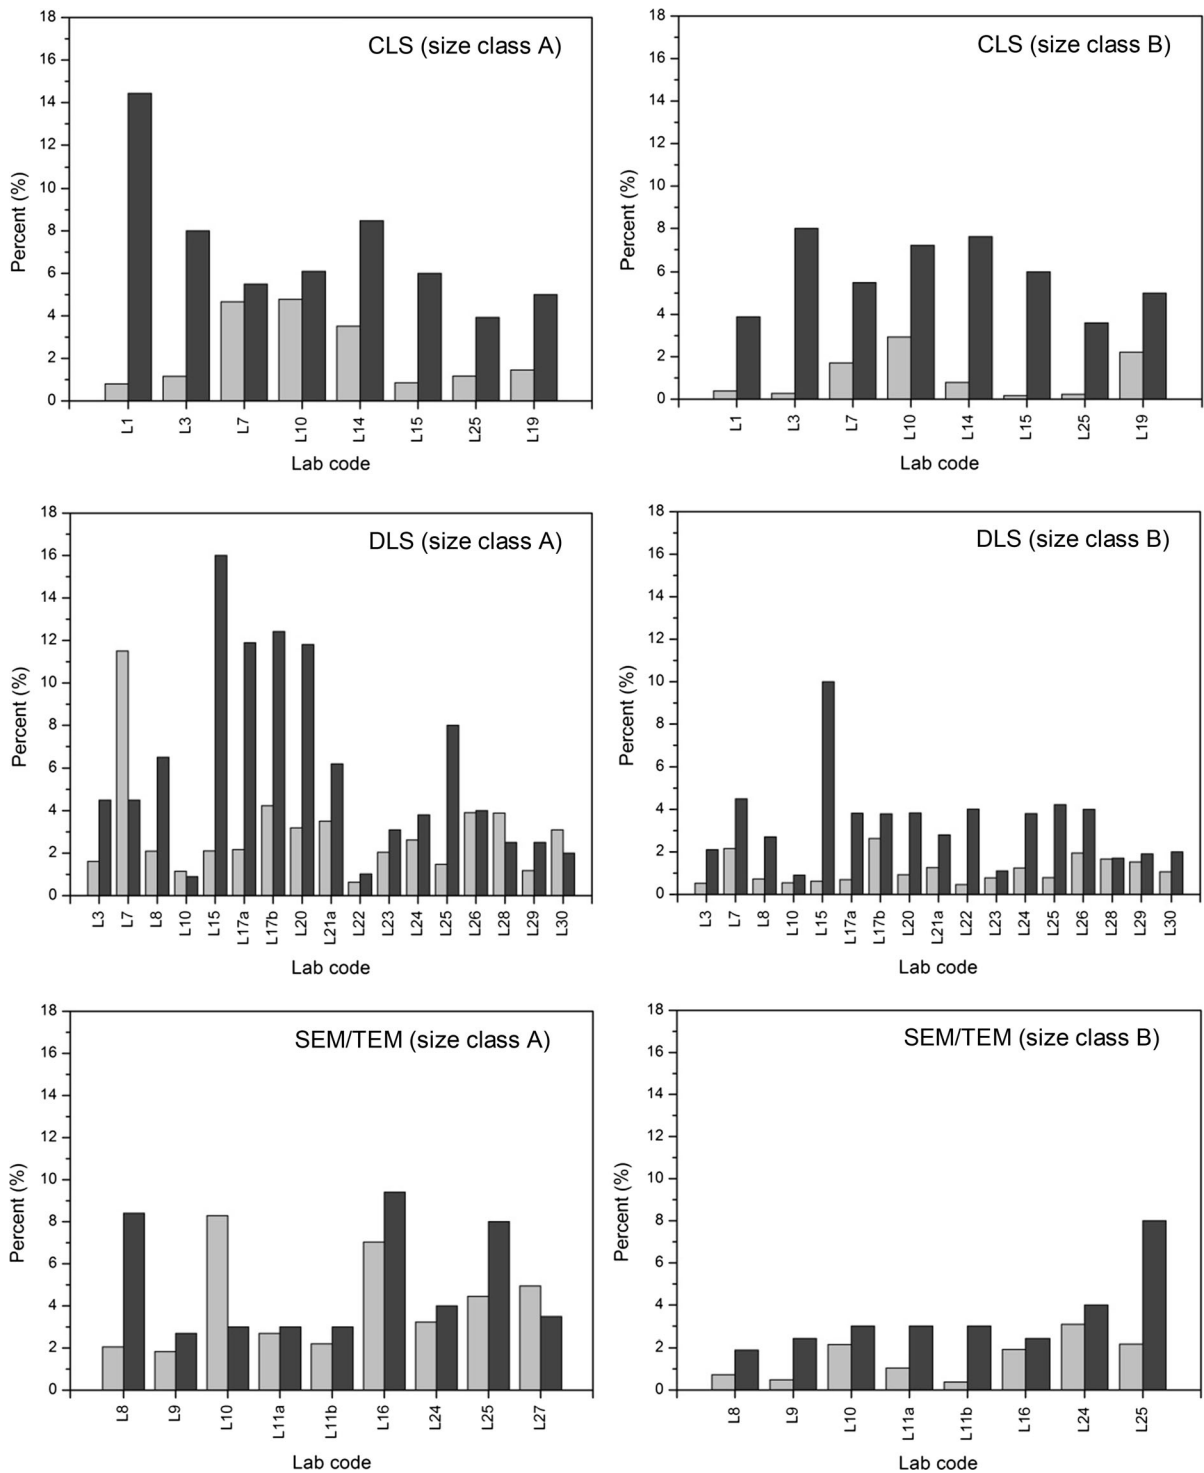 CLS (size class A)
Percent (%)
18
16
14
12
10
8
6
4
2
0
L1 L3 L7 L10 L14 L15 L25 L19
Lab code
CLS (size class B)
Percent (%)
18
16
14
12
10
8
6
4
2
0
L1 L3 L7 L10 L14 L15 L25 L19
Lab code
DLS (size class A)
Percent (%)
18
16
14
12
10
8
6
4
2
0
L3 L7 L8 L10 L15 L17a L17b L20 L21a L22 L23 L24 L25 L26 L28 L29 L30
Lab code
DLS (size class B)
Percent (%)
18
16
14
12
10
8
6
4
2
0
L3 L7 L8 L10 L15 L17a L17b L20 L21a L22 L23 L24 L25 L26 L28 L29 L30
Lab code
SEM/TEM (size class A)
Percent (%)
18
16
14
12
10
8
6
4
2
0
L8 L9 L10 L11a L11b L16 L24 L25 L27
Lab code
SEM/TEM (size class B)
Percent (%)
18
16
14
12
10
8
6
4
2
0
L8 L9 L10 L11a L11b L16 L24 L25
Lab code